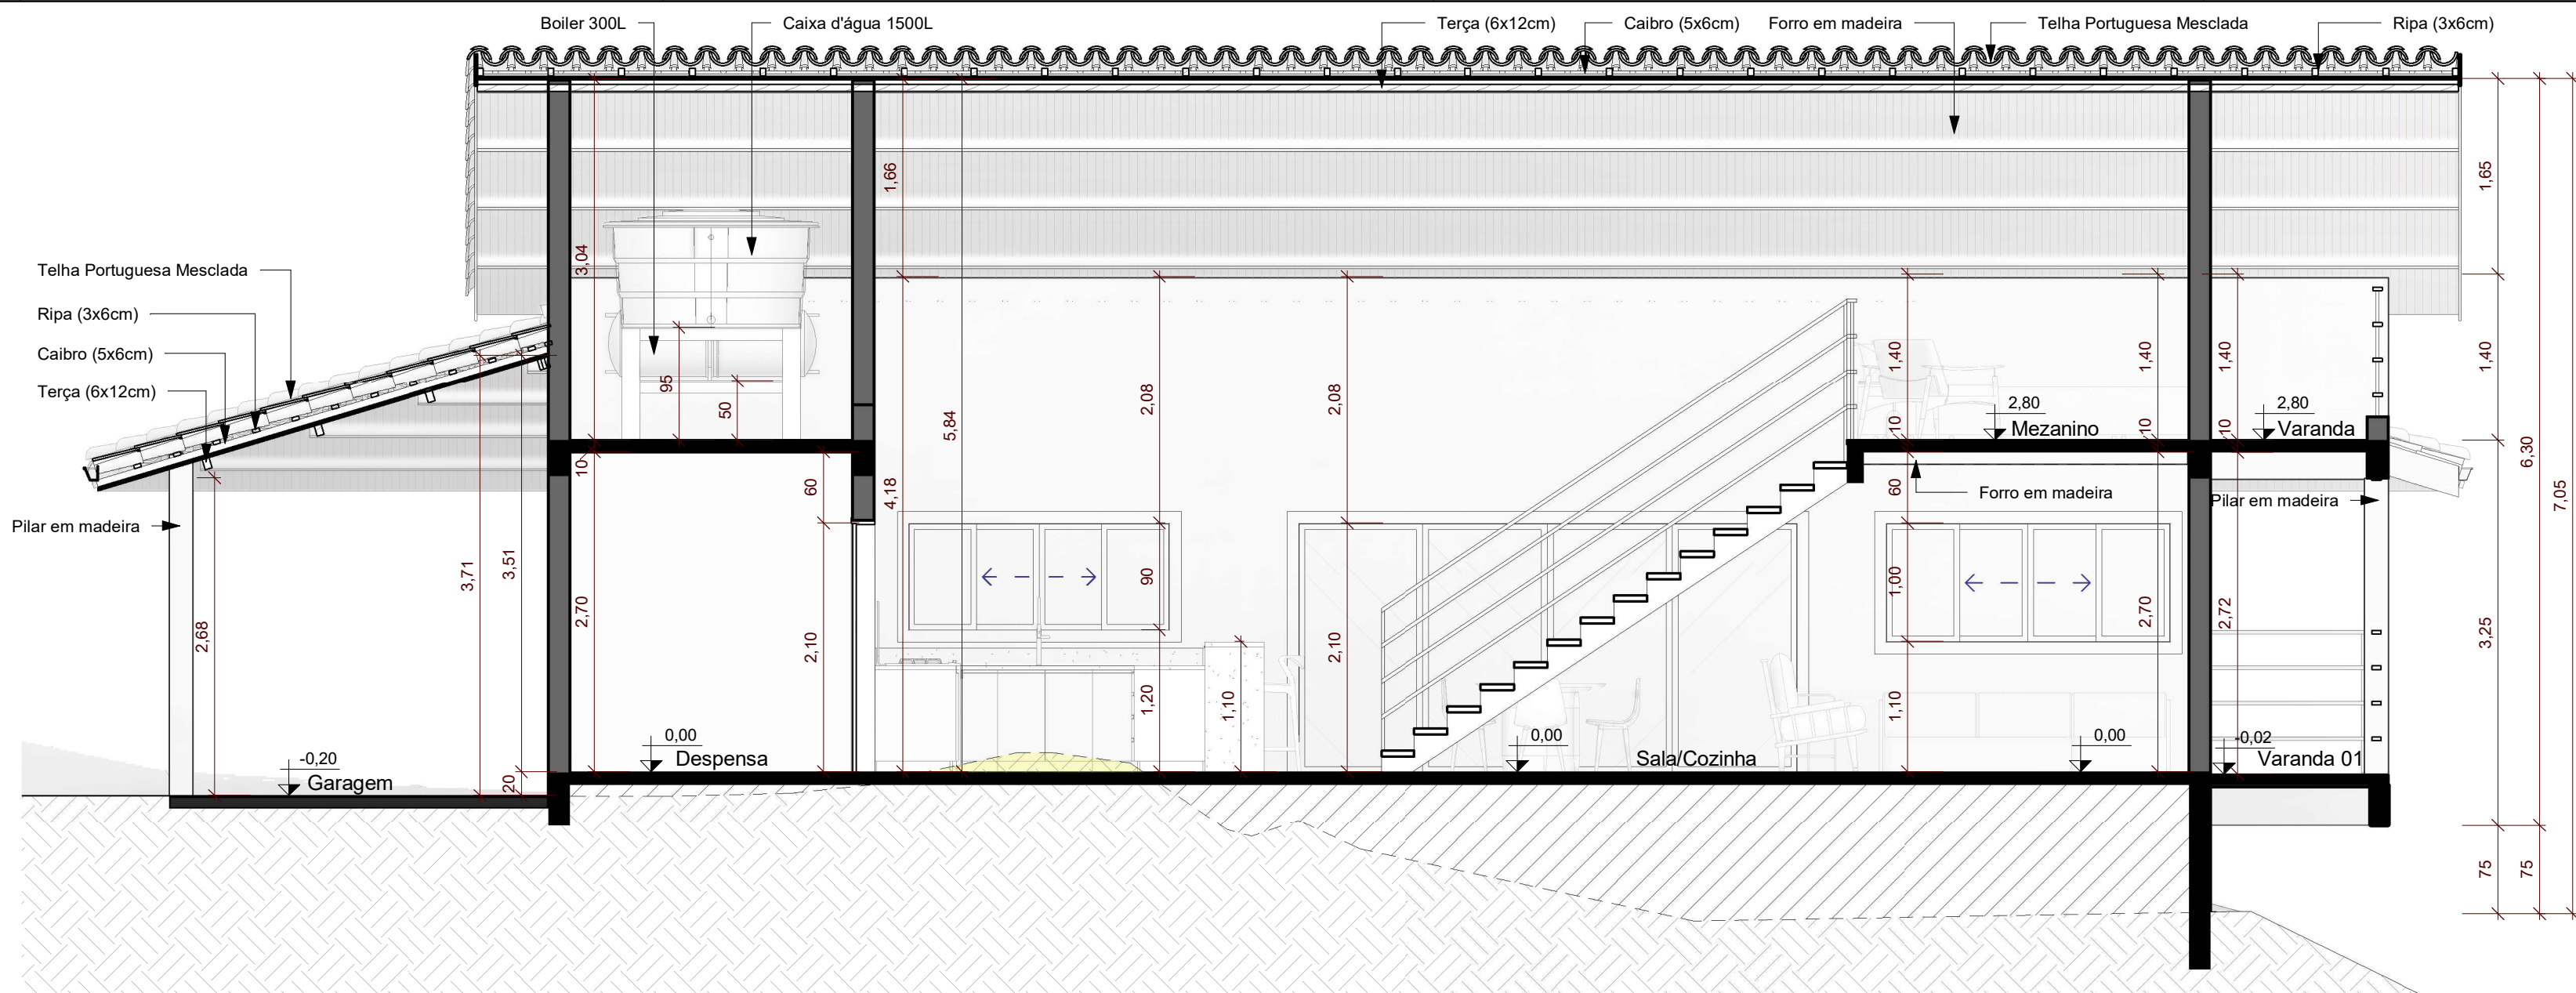 Boiler 300L
Caixa d'água 1500L
Terça (6x12cm)
Caibro (5x6cm)
Forro em madeira
Telha Portuguesa Mesclada
Ripa (3x6cm)
1,66
1,65
3,04
Telha Portuguesa Mesclada
Ripa (3x6cm)
Caibro (5x6cm)
Terça (6x12cm)
95
50
5,84
2,08
2,08
1,40
1,40
1,40
1,40
6,30
7,05
2,80
Mezanino
2,80
Varanda
10
10
10
10
60
4,18
60
Forro em madeira
Pilar em madeira
Pilar em madeira
3,71
3,51
2,68
2,70
2,10
90
1,20
1,10
2,10
1,00
1,10
2,70
2,72
3,25
-0,20
Garagem
20
0,00
Despensa
0,00
Sala/Cozinha
0,00
-0,02
Varanda 01
75
75